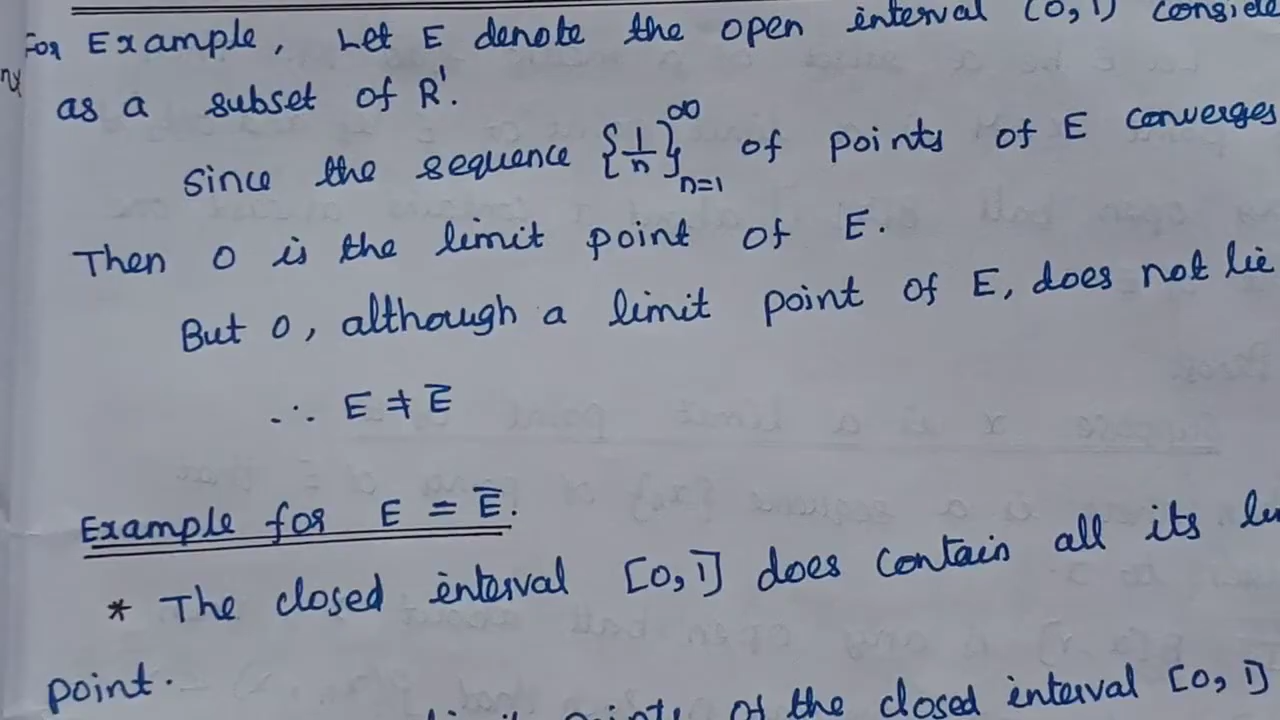 For Example, Let E denote the open interval (0,1)
as a subset of R'.
Since the sequence {1/n}_{n=1}^∞ of points of E converges
Then 0 is the limit point of E.
But 0, although a limit point of E, does not lie
∴ E ≠ E̅
Example for E = E̅.
* The closed interval [0,1] does contain all its
point.
of the closed interval [0,1]